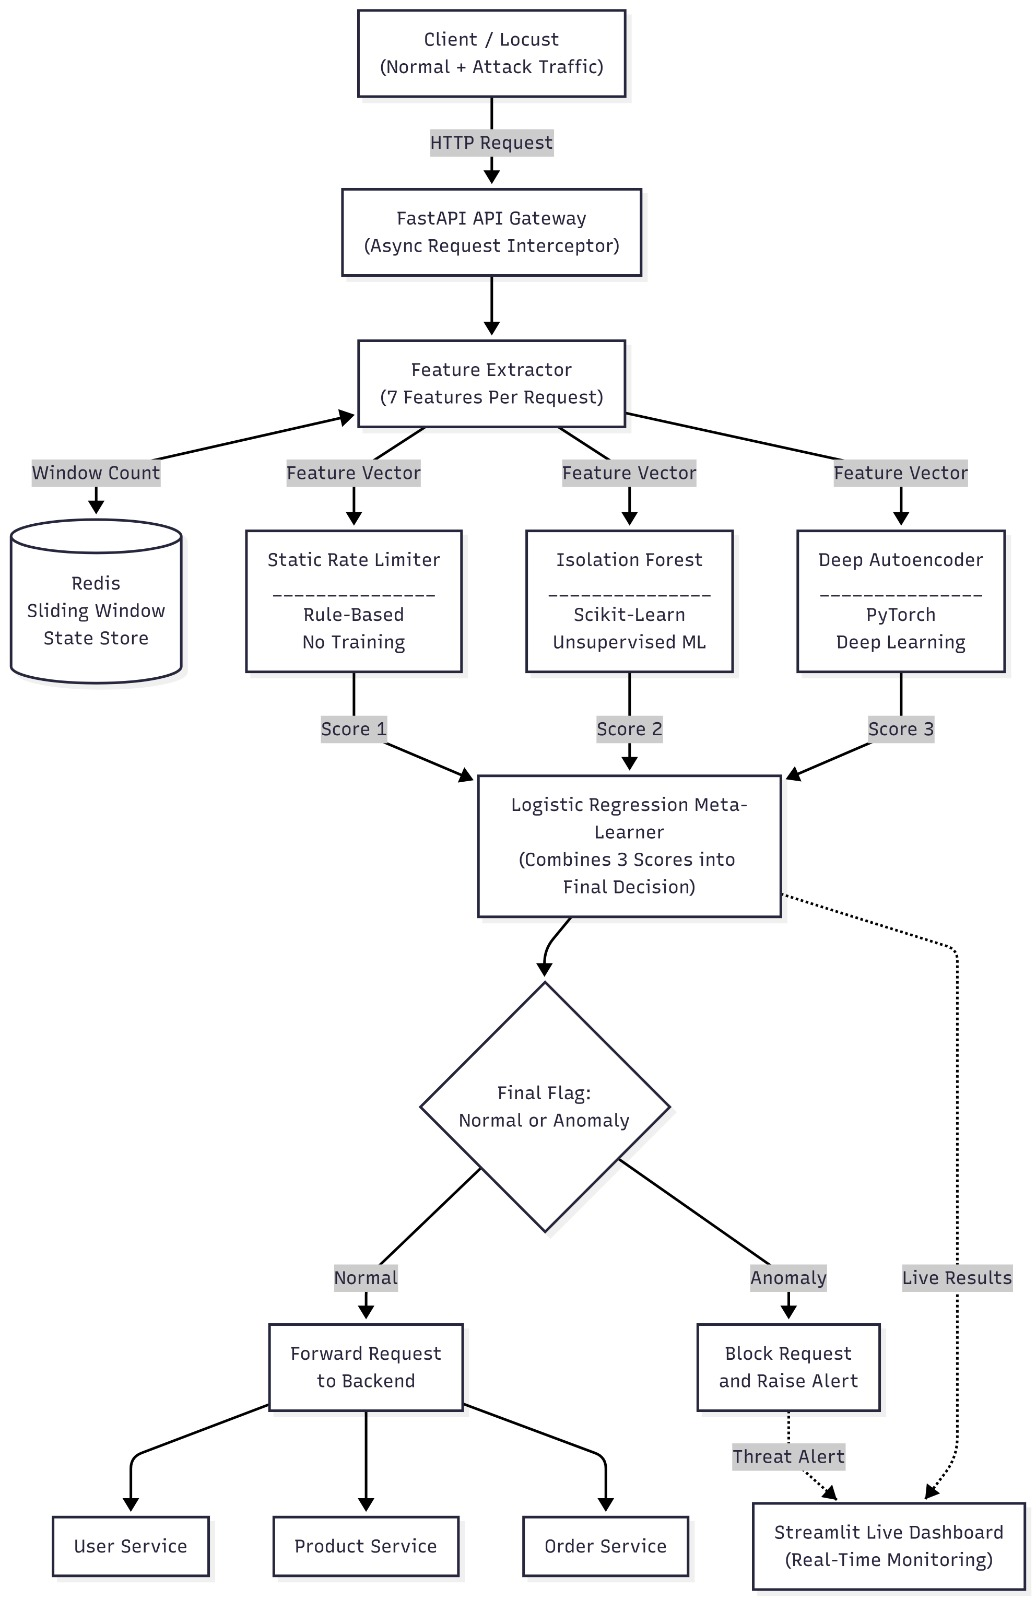 Client / Locust
(Normal + Attack Traffic)
HTTP Request
FastAPI API Gateway
(Async Request Interceptor)
Feature Extractor
(7 Features Per Request)
Window Count
Feature Vector
Feature Vector
Feature Vector
Redis
Sliding Window
State Store
Static Rate Limiter
_______________
Rule-Based
No Training
Isolation Forest
_______________
Scikit-Learn
Unsupervised ML
Deep Autoencoder
_______________
PyTorch
Deep Learning
Score 1
Score 2
Score 3
Logistic Regression Meta-
Learner
(Combines 3 Scores into
Final Decision)
Final Flag:
Normal or Anomaly
Normal
Anomaly
Live Results
Forward Request
to Backend
Block Request
and Raise Alert
Threat Alert
User Service
Product Service
Order Service
Streamlit Live Dashboard
(Real-Time Monitoring)